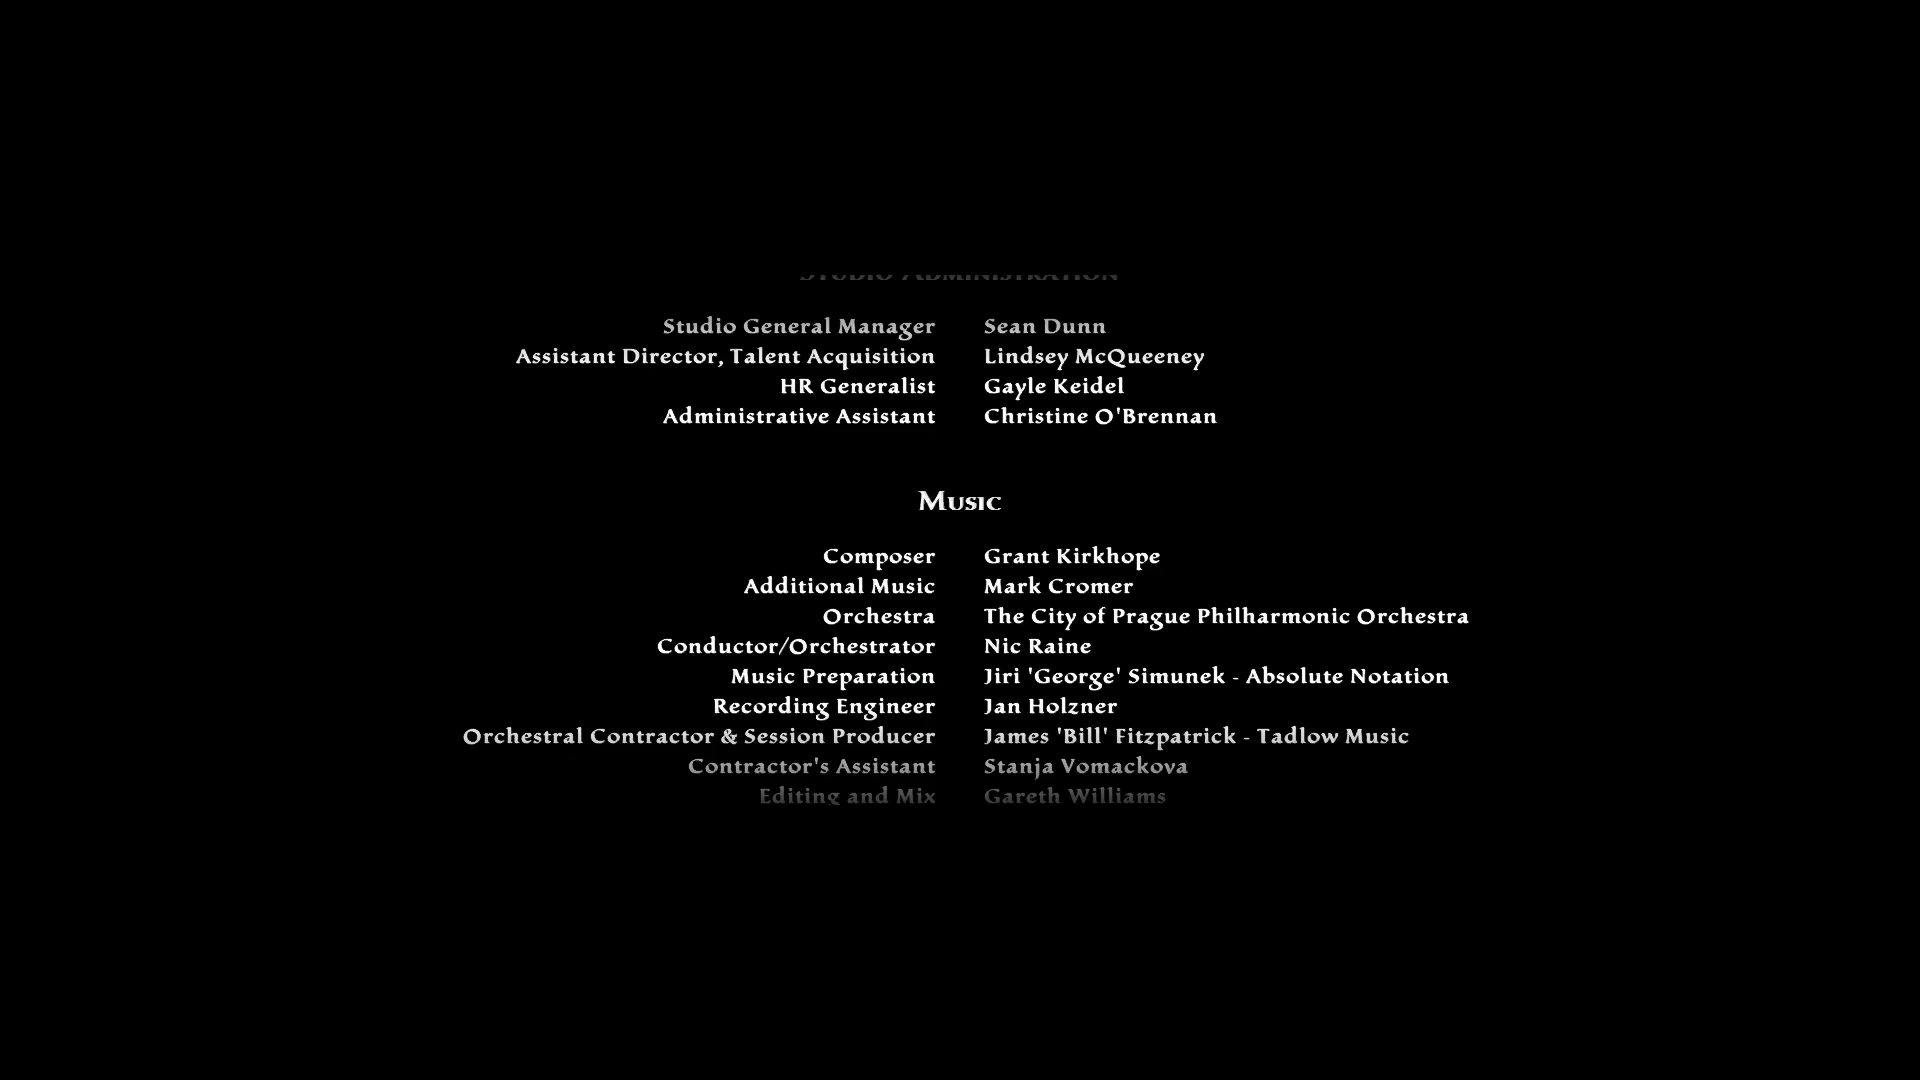 Studio Administration
Studio General Manager Sean Dunn
Assistant Director, Talent Acquisition Lindsey McQueeney
HR Generalist Gayle Keidel
Administrative Assistant Christine O'Brennan
Music
Composer Grant Kirkhope
Additional Music Mark Cromer
Orchestra The City of Prague Philharmonic Orchestra
Conductor/Orchestrator Nic Raine
Music Preparation Jiri 'George' Simunek - Absolute Notation
Recording Engineer Jan Holzner
Orchestral Contractor & Session Producer James 'Bill' Fitzpatrick - Tadlow Music
Contractor's Assistant Stanja Vomackova
Editing and Mix Gareth Williams